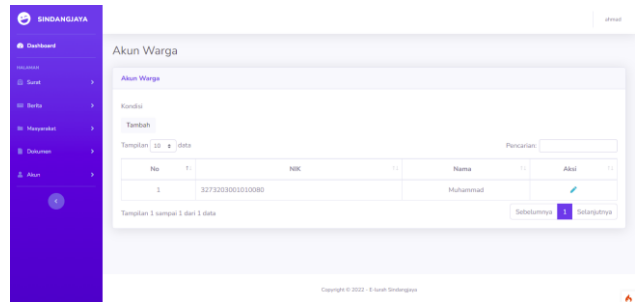 SINDANGJAYA
ahmad
Dashboard
HALAMAN
Surat
Berita
Masyarakat
Dokumen
Akun
Akun Warga
Akun Warga
Kondisi
Tambah
Tampilan 10 data
Pencarian:
No NIK Nama Aksi
1 3273203001010080 Muhammad
Tampilan 1 sampai 1 dari 1 data
Sebelumnya 1 Selanjutnya
Copyright © 2022 - E-Surat Sindangjaya